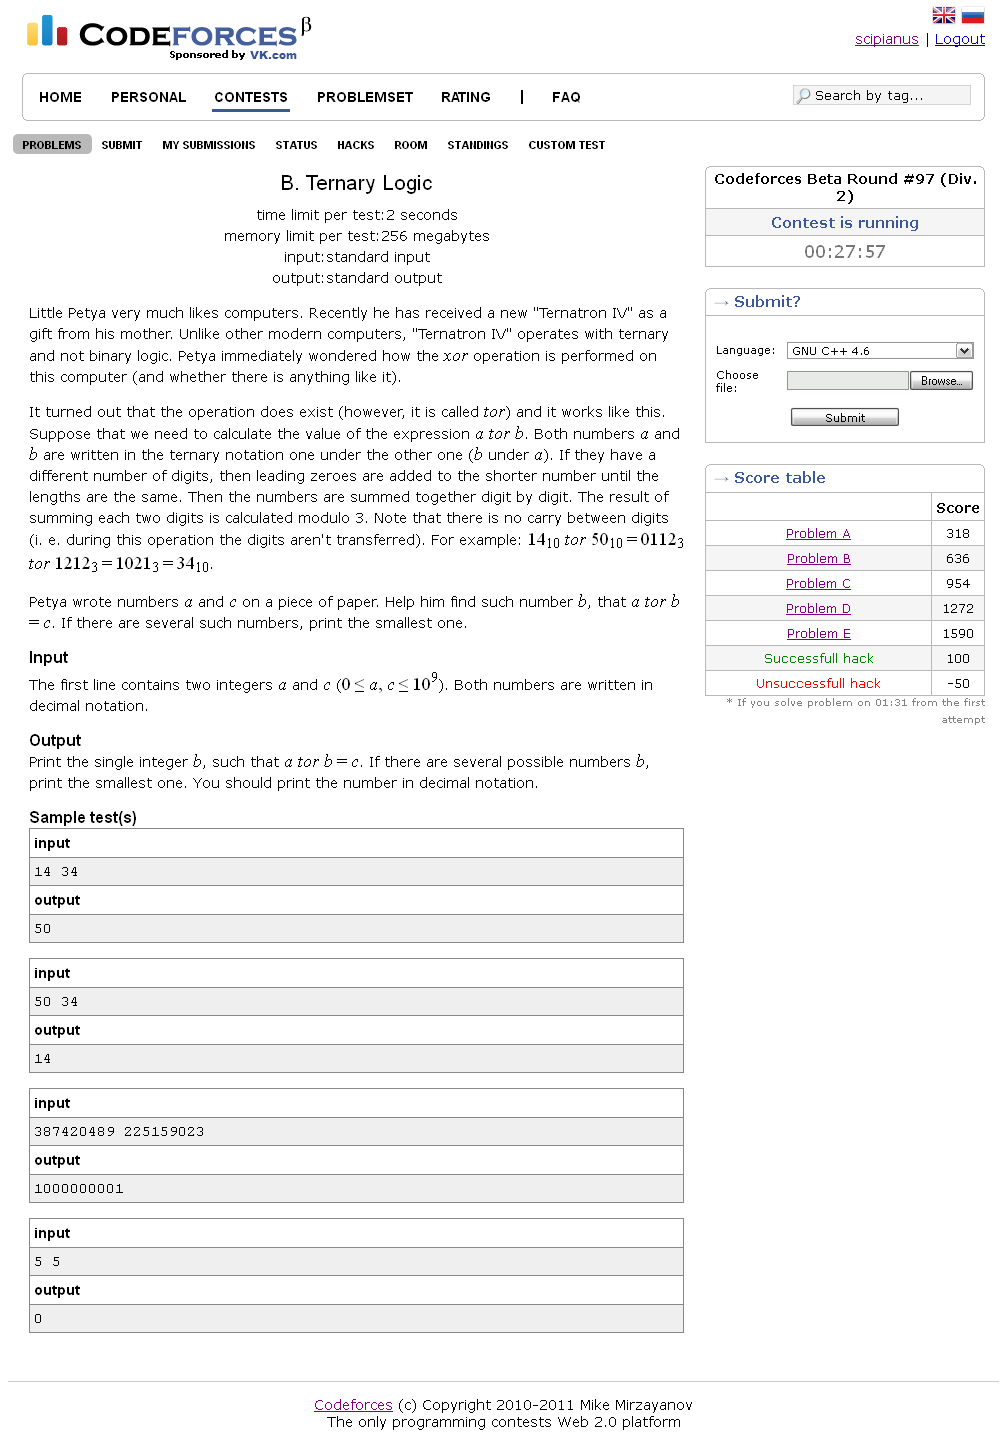 CODEFORCES β
Sponsored by VK.com
scipianus | Logout
HOME PERSONAL CONTESTS PROBLEMSET RATING | FAQ
Search by tag...
PROBLEMS SUBMIT MY SUBMISSIONS STATUS HACKS ROOM STANDINGS CUSTOM TEST
B. Ternary Logic
time limit per test:2 seconds
memory limit per test:256 megabytes
input:standard input
output:standard output
Little Petya very much likes computers. Recently he has received a new "Ternatron IV" as a
gift from his mother. Unlike other modern computers, "Ternatron IV" operates with ternary
and not binary logic. Petya immediately wondered how the xor operation is performed on
this computer (and whether there is anything like it).
It turned out that the operation does exist (however, it is called tor) and it works like this.
Suppose that we need to calculate the value of the expression a tor b. Both numbers a and
b are written in the ternary notation one under the other one (b under a). If they have a
different number of digits, then leading zeroes are added to the shorter number until the
lengths are the same. Then the numbers are summed together digit by digit. The result of
summing each two digits is calculated modulo 3. Note that there is no carry between digits
(i. e. during this operation the digits aren't transferred). For example: 14₁₀ tor 50₁₀ = 0112₃
tor 1212₃ = 1021₃ = 34₁₀.
Petya wrote numbers a and c on a piece of paper. Help him find such number b, that a tor b
= c. If there are several such numbers, print the smallest one.
Input
The first line contains two integers a and c (0 ≤ a, c ≤ 10⁹). Both numbers are written in
decimal notation.
Output
Print the single integer b, such that a tor b = c. If there are several possible numbers b,
print the smallest one. You should print the number in decimal notation.
Sample test(s)
input
14 34
output
50
input
50 34
output
14
input
387420489 225159023
output
1000000001
input
5 5
output
0
Codeforces Beta Round #97 (Div.
2)
Contest is running
00:27:57
→ Submit?
Language: GNU C++ 4.6
Choose
file: Browse...
Submit
→ Score table
Score
Problem A 318
Problem B 636
Problem C 954
Problem D 1272
Problem E 1590
Successfull hack 100
Unsuccessfull hack -50
* If you solve problem on 01:31 from the first
attempt
Codeforces (c) Copyright 2010-2011 Mike Mirzayanov
The only programming contests Web 2.0 platform